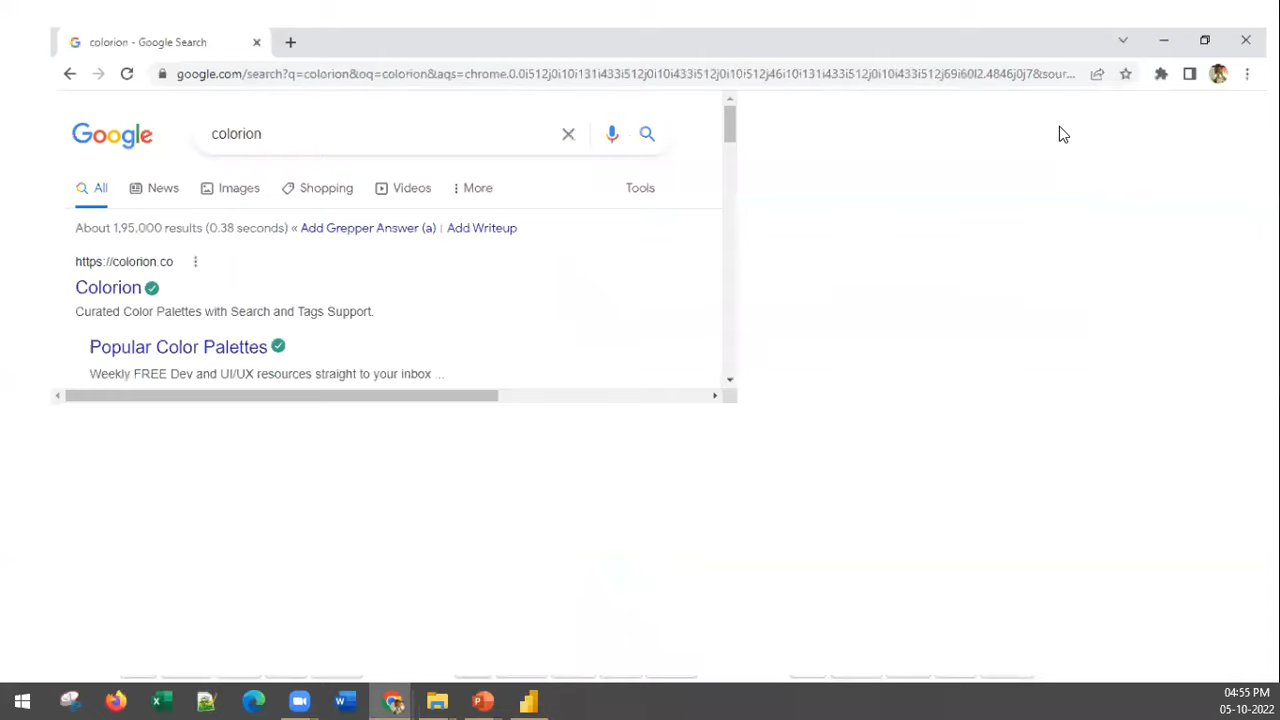 colorion - Google Search
google.com/search?q=colorion&oq=colorion&aqs=chrome.0.0i512j0i10i131i433i512j0i10i433i512j0i10i512j46i10i131i433i512j0i10i433i512j69i60l2.4846j0j7&sour...
Google colorion
All News Images Shopping Videos More Tools
About 1,95,000 results (0.38 seconds) « Add Grepper Answer (a) | Add Writeup
https://colorion.co
Colorion
Curated Color Palettes with Search and Tags Support.
Popular Color Palettes
Weekly FREE Dev and UI/UX resources straight to your inbox ...
04:55 PM
05-10-2022